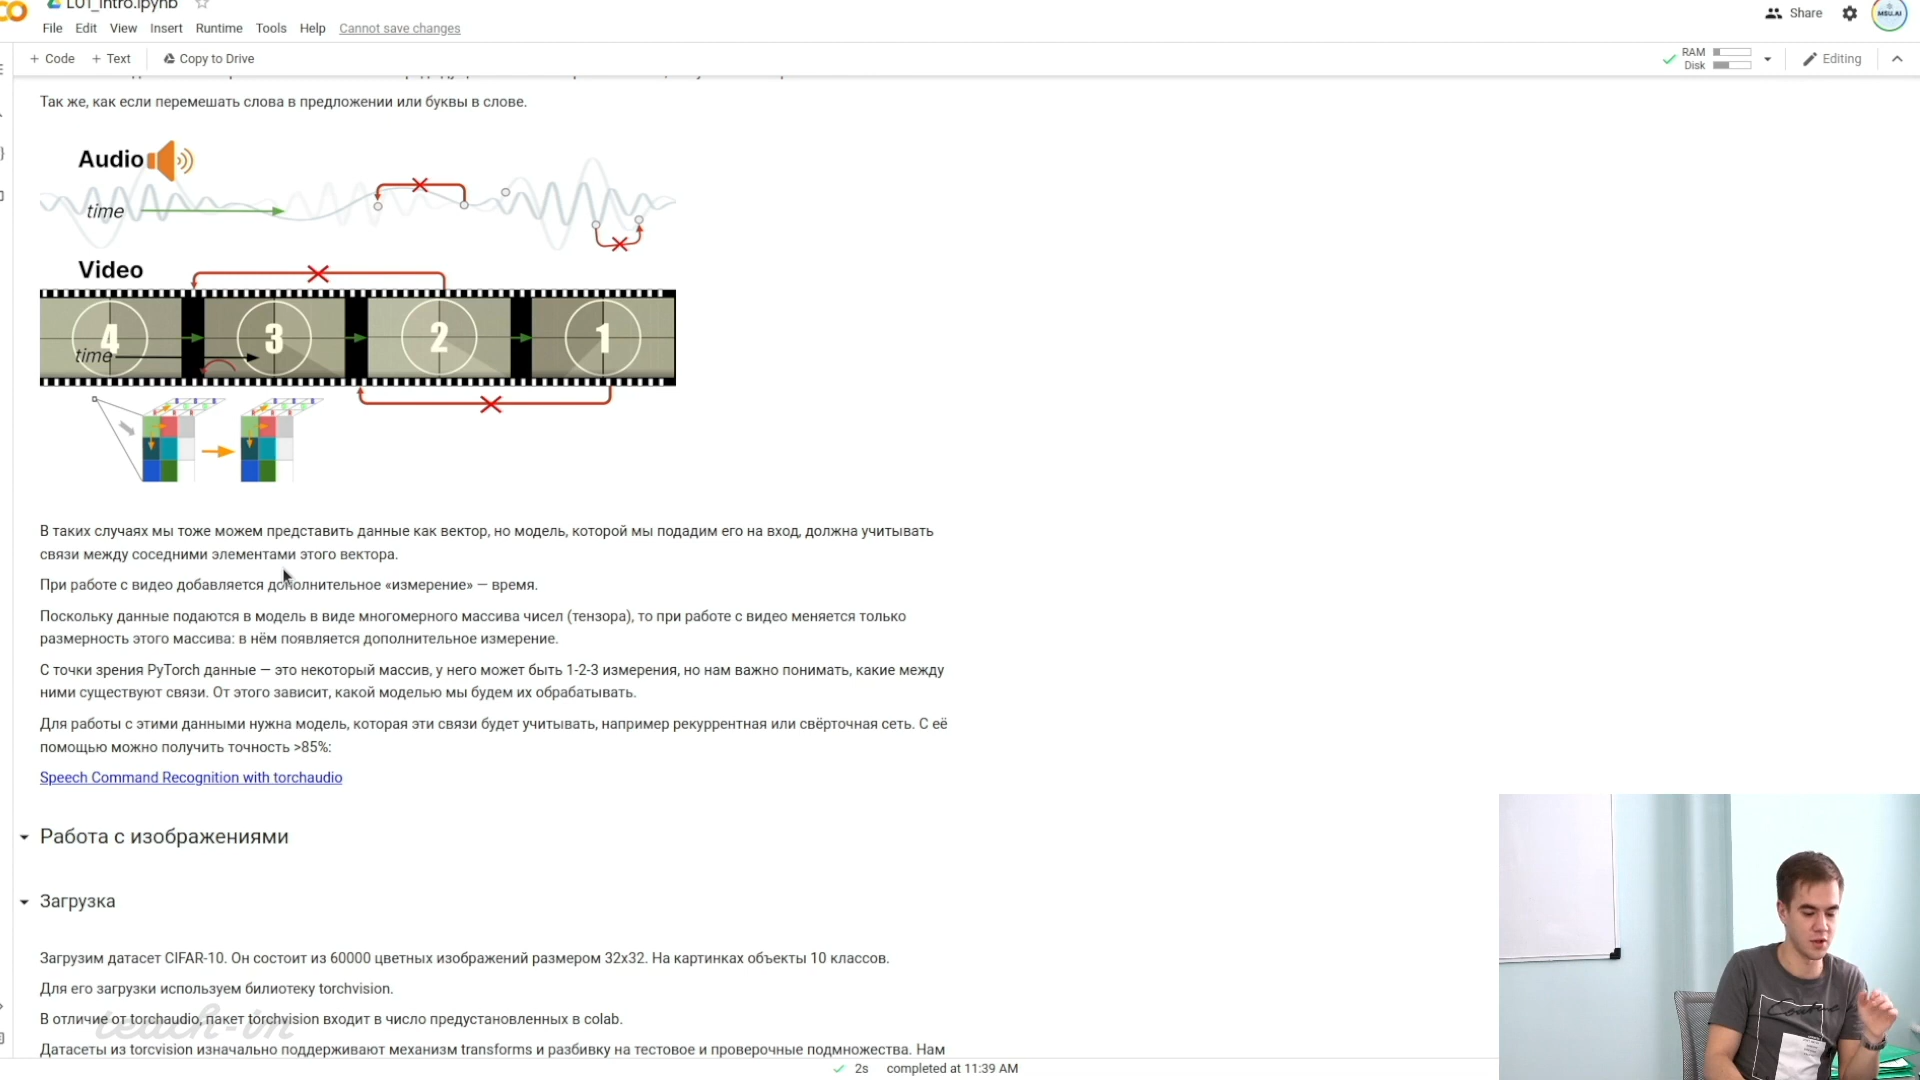 L01_Intro.ipynb
File Edit View Insert Runtime Tools Help Cannot save changes
Share
MSU.AI
+ Code + Text Copy to Drive
RAM
Disk
Editing
Так же, как если перемешать слова в предложении или буквы в слове.
Audio
time
Video
4 3 2 1
time
В таких случаях мы тоже можем представить данные как вектор, но модель, которой мы подадим его на вход, должна учитывать
связи между соседними элементами этого вектора.
При работе с видео добавляется дополнительное «измерение» — время.
Поскольку данные подаются в модель в виде многомерного массива чисел (тензора), то при работе с видео меняется только
размерность этого массива: в нём появляется дополнительное измерение.
С точки зрения PyTorch данные — это некоторый массив, у него может быть 1-2-3 измерения, но нам важно понимать, какие между
ними существуют связи. От этого зависит, какой моделью мы будем их обрабатывать.
Для работы с этими данными нужна модель, которая эти связи будет учитывать, например рекуррентная или свёрточная сеть. С её
помощью можно получить точность >85%:
Speech Command Recognition with torchaudio
Работа с изображениями
Загрузка
Загрузим датасет CIFAR-10. Он состоит из 60000 цветных изображений размером 32x32. На картинках объекты 10 классов.
Для его загрузки используем билиотеку torchvision.
В отличие от torchaudio, пакет torchvision входит в число предустановленных в colab.
teach-in
Датасеты из torcvision изначально поддерживают механизм transforms и разбивку на тестовое и проверочные подмножества. Нам
2s completed at 11:39 AM